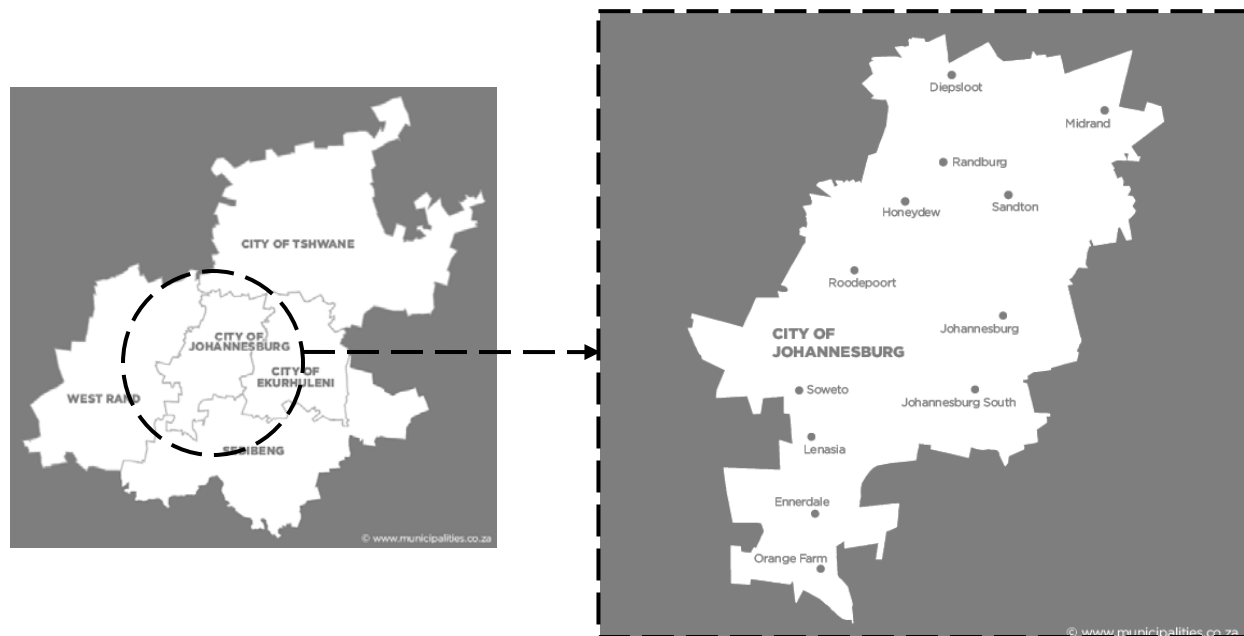 CITY OF TSHWANE
CITY OF
JOHANNESBURG
CITY OF
EKURHULENI
WEST RAND
SEDIBENG
© www.municipalities.co.za
Diepsloot
Midrand
Randburg
Honeydew
Sandton
Roodepoort
Johannesburg
CITY OF
JOHANNESBURG
Soweto
Johannesburg South
Lenasia
Ennerdale
Orange Farm
© www.municipalities.co.za